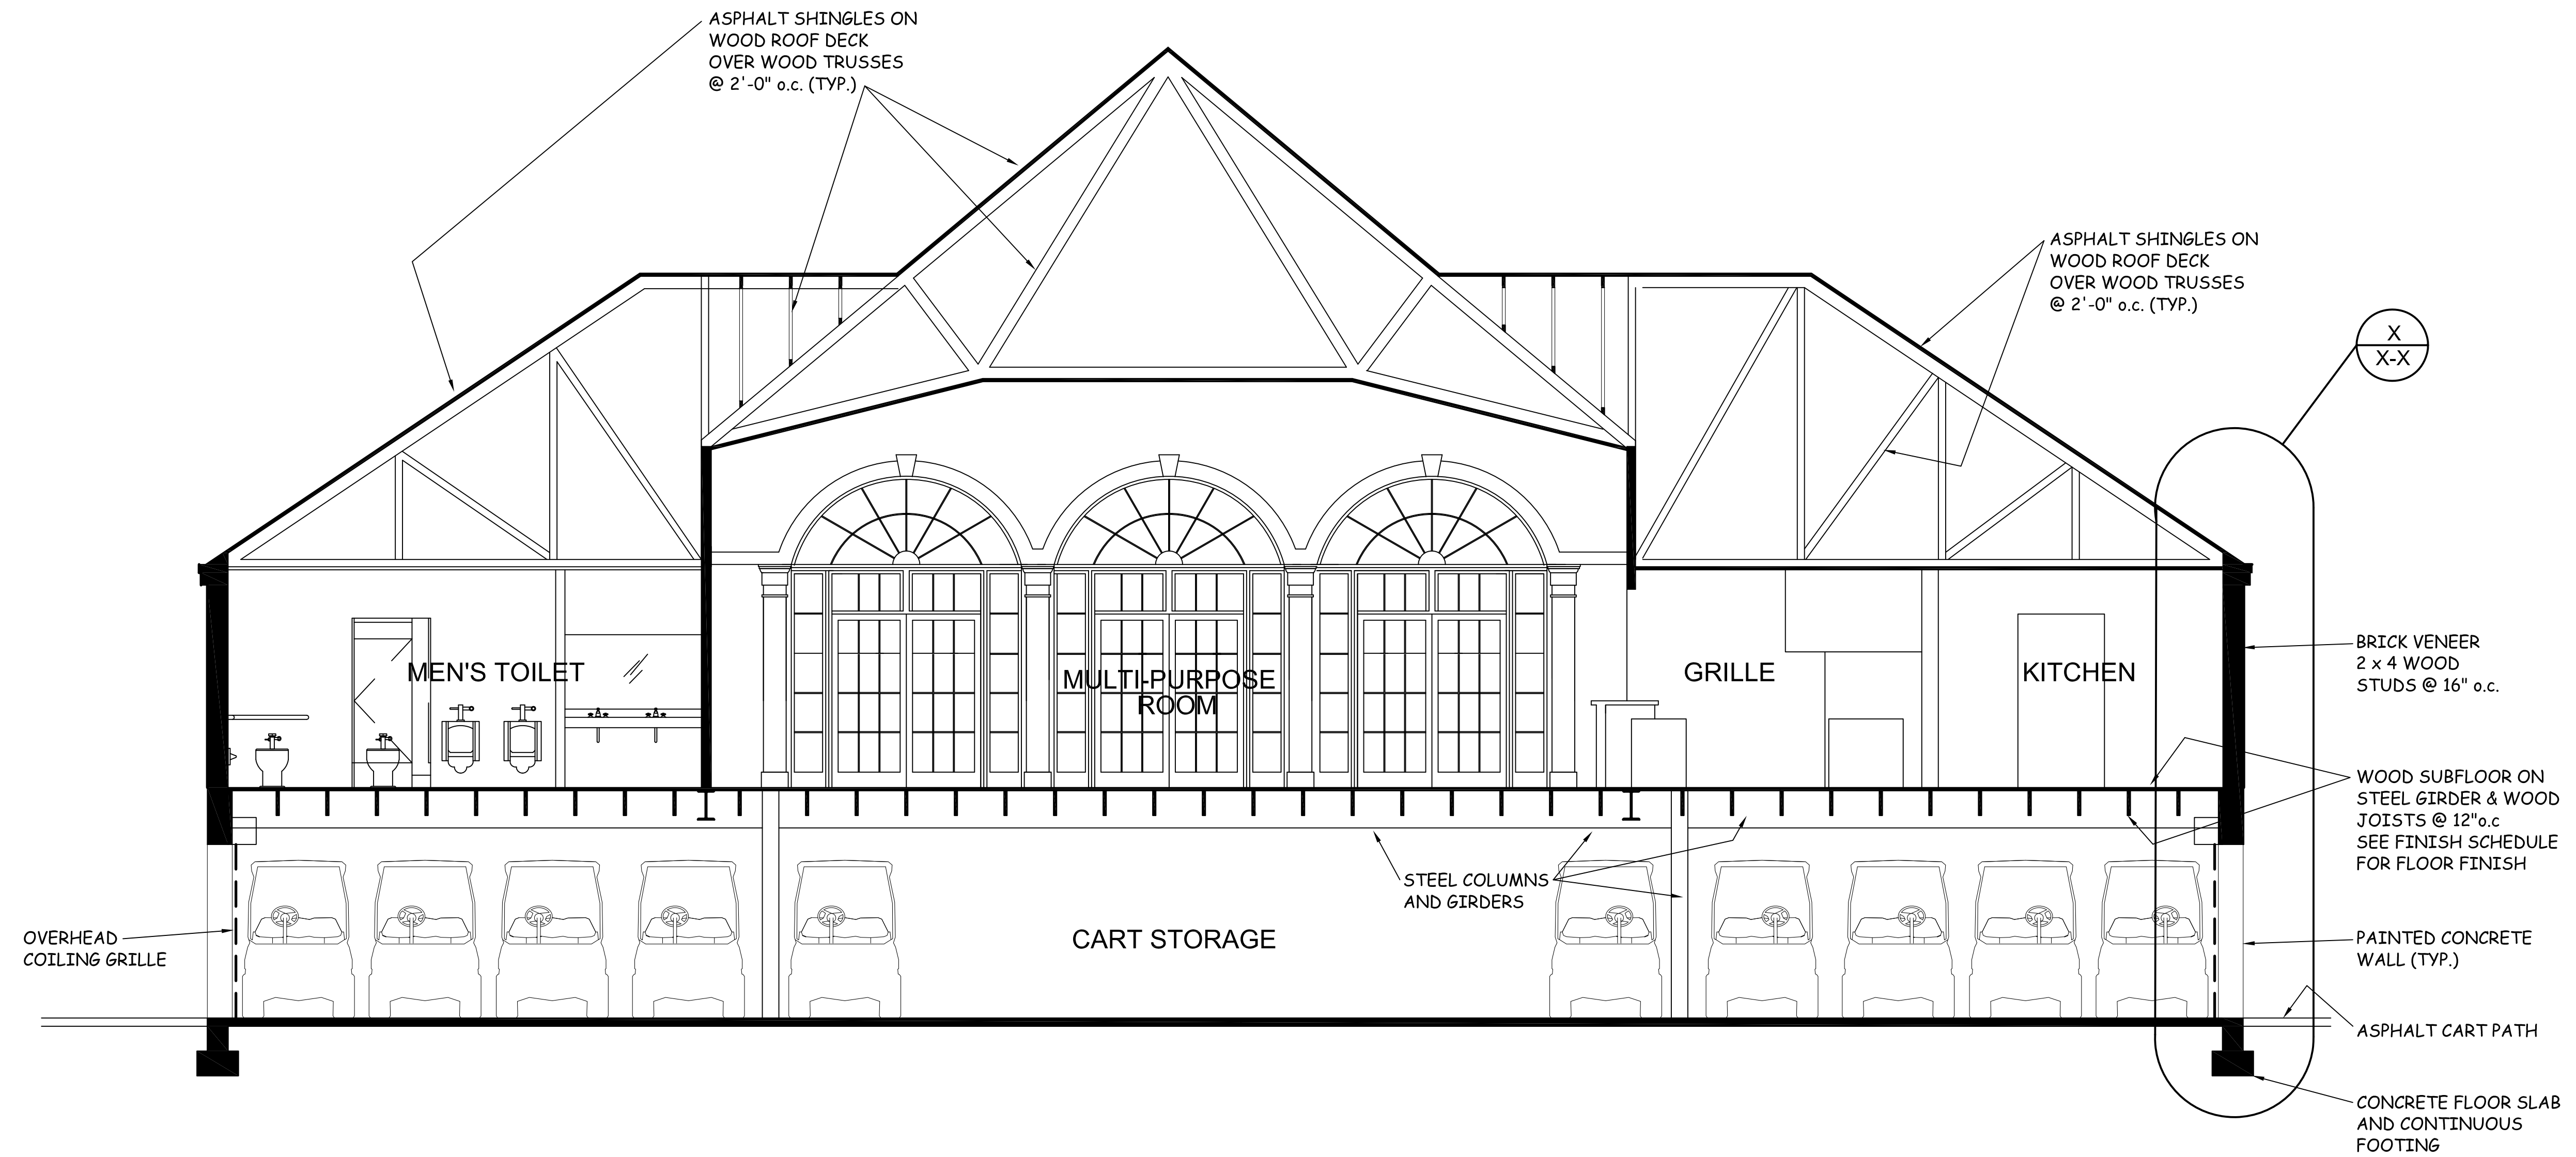 ASPHALT SHINGLES ON
WOOD ROOF DECK
OVER WOOD TRUSSES
@ 2'-0" o.c. (TYP.)
ASPHALT SHINGLES ON
WOOD ROOF DECK
OVER WOOD TRUSSES
@ 2'-0" o.c. (TYP.)
X
X-X
MEN'S TOILET
MULTI-PURPOSE
ROOM
GRILLE
KITCHEN
BRICK VENEER
2 x 4 WOOD
STUDS @ 16" o.c.
WOOD SUBFLOOR ON
STEEL GIRDER & WOOD
JOISTS @ 12"o.c
SEE FINISH SCHEDULE
FOR FLOOR FINISH
STEEL COLUMNS
AND GIRDERS
OVERHEAD
COILING GRILLE
CART STORAGE
PAINTED CONCRETE
WALL (TYP.)
ASPHALT CART PATH
CONCRETE FLOOR SLAB
AND CONTINUOUS
FOOTING